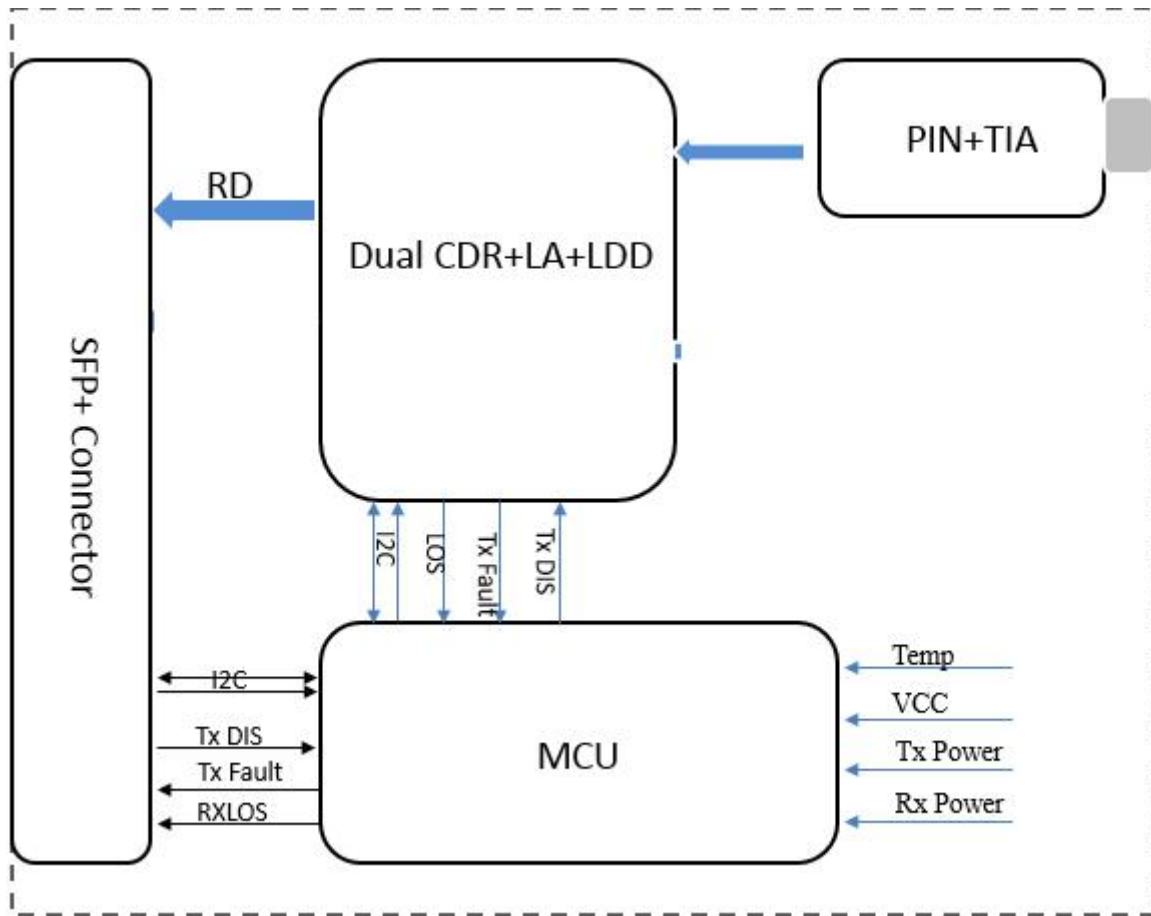 PIN+TIA
RD
Dual CDR+LA+LDD
SFP+ Connector
I2C
LOS
Tx Fault
Tx DIS
I2C
Tx DIS
Tx Fault
RXLOS
MCU
Temp
VCC
Tx Power
Rx Power